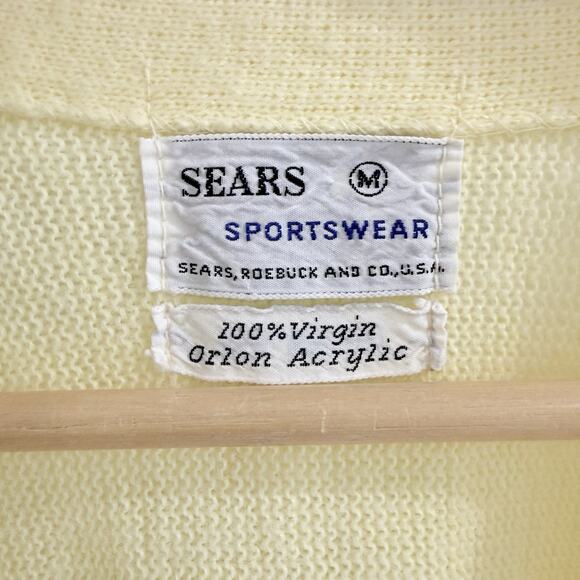 SEARS M
SPORTSWEAR
SEARS, ROEBUCK AND CO., U.S.A.
100% Virgin
Orlon Acrylic